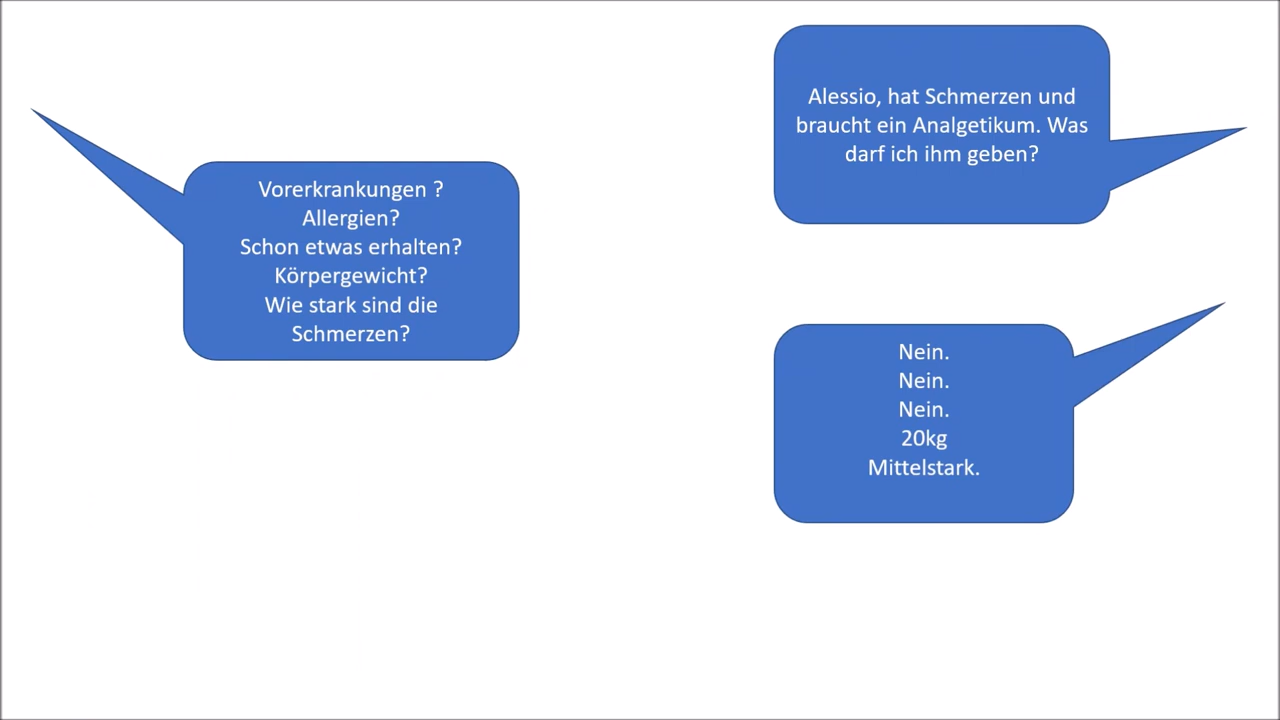 Alessio, hat Schmerzen und
braucht ein Analgetikum. Was
darf ich ihm geben?
Vorerkrankungen ?
Allergien?
Schon etwas erhalten?
Körpergewicht?
Wie stark sind die
Schmerzen?
Nein.
Nein.
Nein.
20kg
Mittelstark.